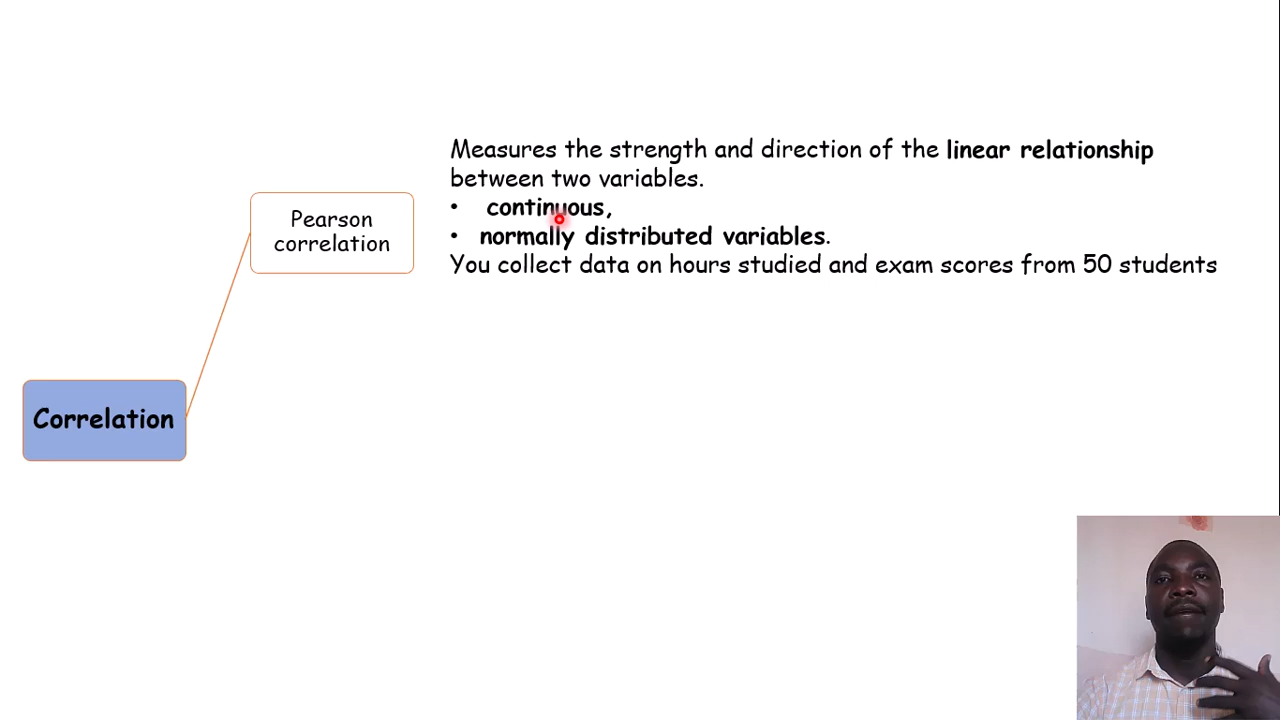 Measures the strength and direction of the linear relationship
between two variables.
• continuous,
• normally distributed variables.
You collect data on hours studied and exam scores from 50 students
Pearson
correlation
Correlation